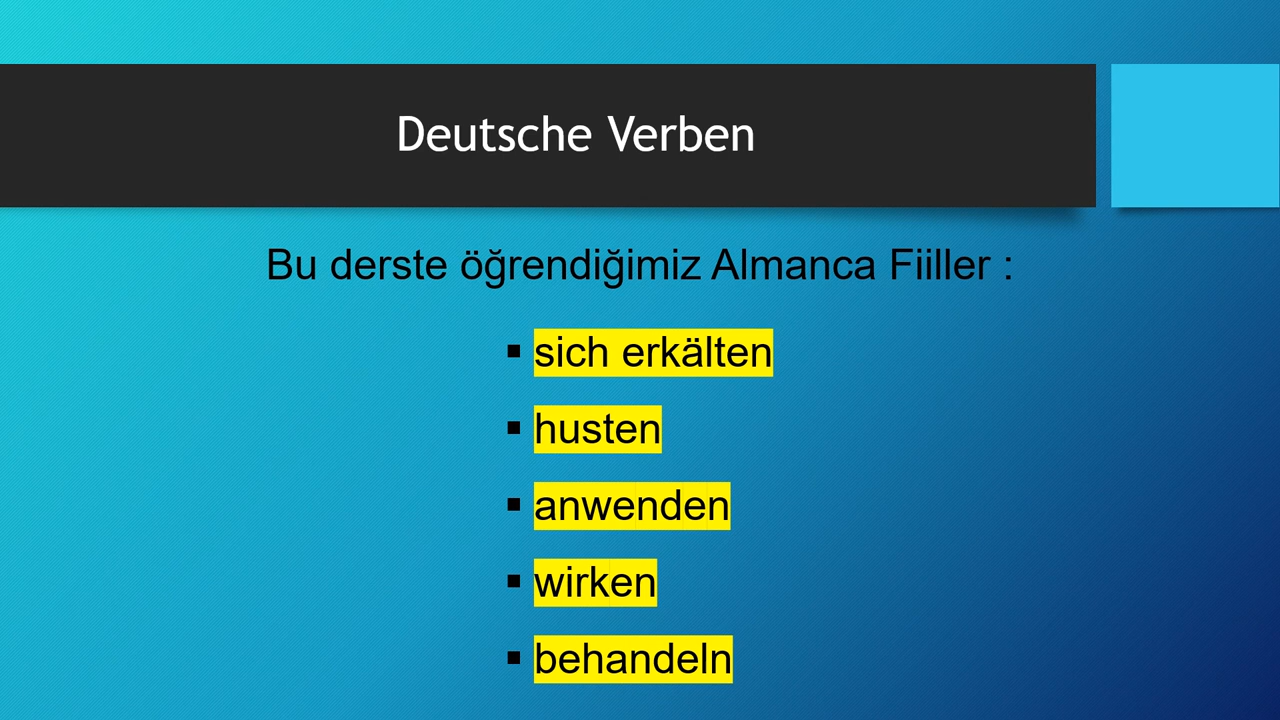 Deutsche Verben
Bu derste öğrendiğimiz Almanca Fiiller :
▪ sich erkälten
▪ husten
▪ anwenden
▪ wirken
▪ behandeln